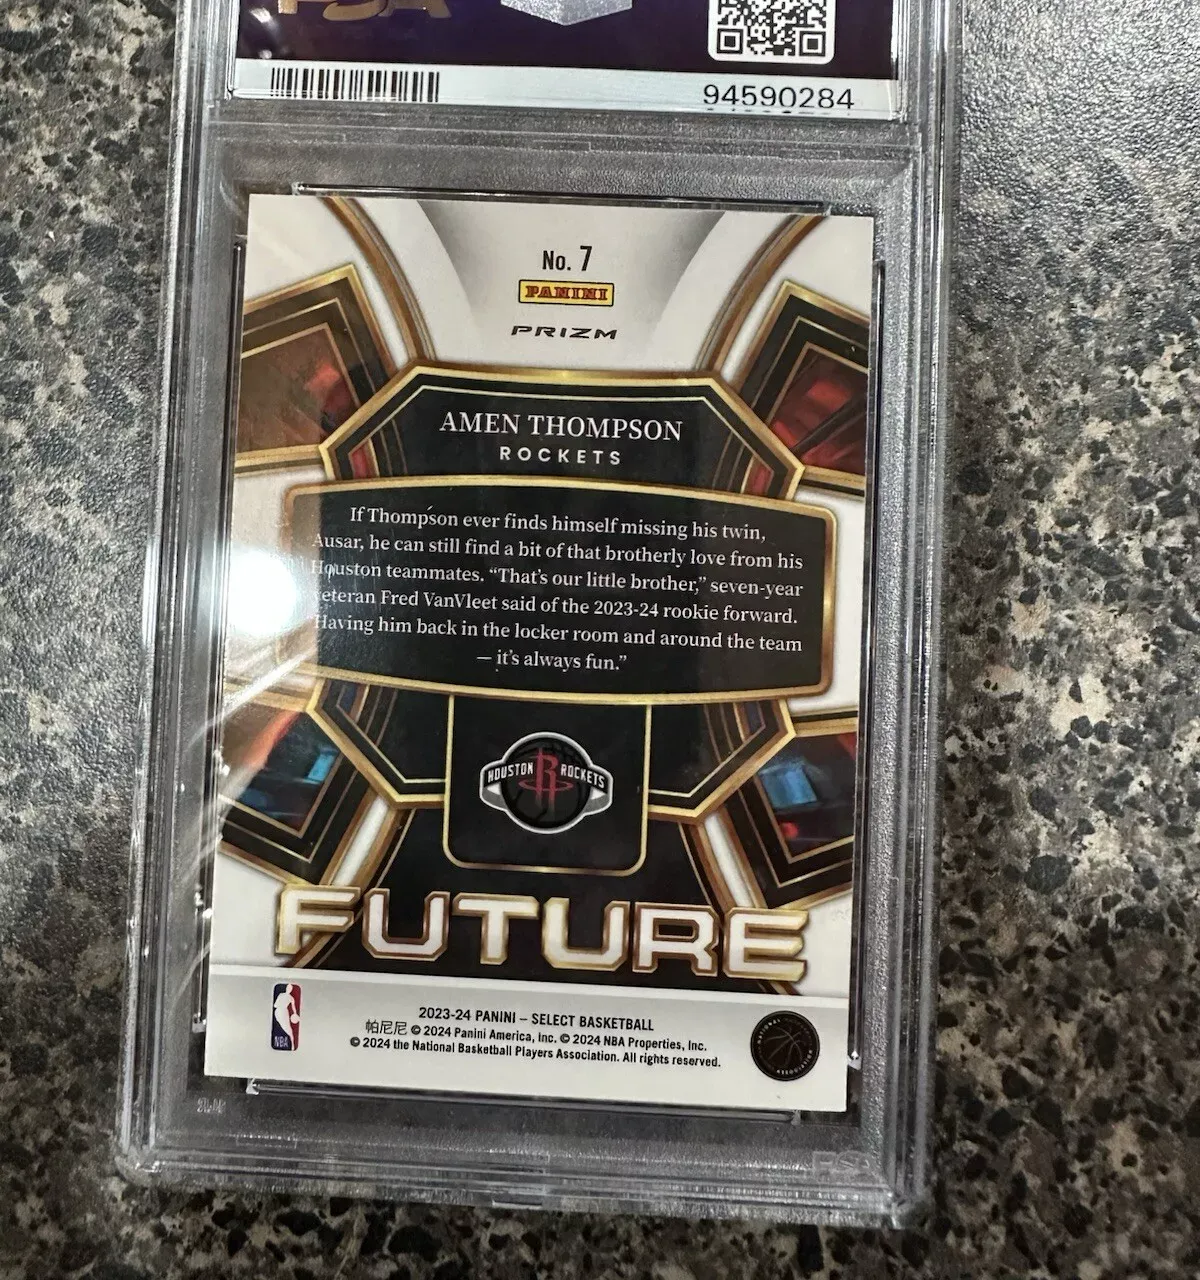 PSA
94590284
No. 7
PANINI
PRIZM
AMEN THOMPSON
ROCKETS
If Thompson ever finds himself missing his twin,
Ausar, he can still find a bit of that brotherly love from his
Houston teammates. “That’s our little brother,” seven-year
veteran Fred VanVleet said of the 2023-24 rookie forward.
“Having him back in the locker room and around the team
— it’s always fun.”
HOUSTON R ROCKETS
FUTURE
NBA
2023-24 PANINI – SELECT BASKETBALL
帕尼尼 © 2024 Panini America, Inc. © 2024 NBA Properties, Inc.
© 2024 the National Basketball Players Association. All rights reserved.